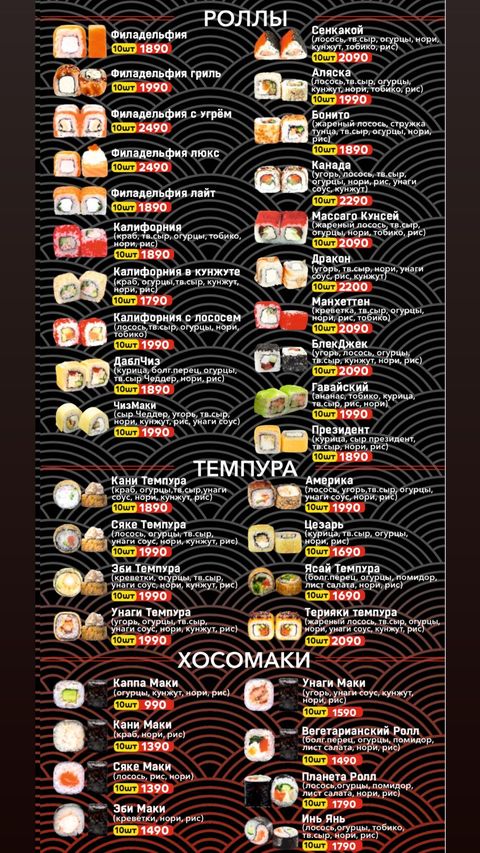 РОЛЛЫ
Филадельфия
10шт 1890
Филадельфия гриль
10шт 1990
Филадельфия с угрём
10шт 2490
Филадельфия люкс
10шт 2490
Филадельфия лайт
10шт 1890
Калифорния
(краб, тв.сыр, огурцы, тобико,
нори, рис)
10шт 1890
Калифорния в кунжуте
(краб, огурцы,тв.сыр, кунжут,
нори, рис)
10шт 1790
Калифорния с лососем
(лосось,тв.сыр, огурцы, нори,
тобико)
10шт 1990
ДаблЧиз
(курица, болг.перец, огурцы,
тв.сыр Чеддер, нори, рис)
10шт 1890
ЧизМаки
(сыр Чеддер, угорь, тв.сыр,
нори, кунжут, рис, унаги соус)
10шт 1990
Сенкакой
(лосось, тв.сыр, огурцы, нори,
кунжут, тобико, рис)
10шт 2090
Аляска
(лосось,тв.сыр, огурцы,
кунжут, нори, тобико, рис)
10шт 1990
Бонито
(жареный лосось, стружка
тунца, тв.сыр, огурцы, нори,
рис)
10шт 1890
Канада
(угорь, лосось, тв.сыр,
огурцы, нори, рис, унаги
соус, кунжут)
10шт 2290
Массаго Кунсей
(жареный лосось, тв.сыр,
огурцы, нори, тобико, рис)
10шт 2090
Дракон
(угорь, тв.сыр, нори, унаги
соус, рис, кунжут)
10шт 2200
Манхеттен
(креветка, тв.сыр, огурцы,
нори, рис, тобико)
10шт 2090
БлекДжек
(угорь, лосось, огурцы,
тв.сыр, кунжут, нори, рис)
10шт 2090
Гавайский
(ананас, тобико, курица,
тв.сыр, рис, нори)
10шт 1990
Президент
(курица, сыр президент,
тв.сыр, нори, рис)
10шт 1890
ТЕМПУРА
Кани Темпура
(краб, огурцы,тв.сыр,унаги
соус, нори, кунжут, рис)
10шт 1890
Сяке Темпура
(лосось, огурцы, тв.сыр,
унаги соус, нори, кунжут, рис)
10шт 1990
Эби Темпура
(креветки, огурцы, тв.сыр,
унаги соус, нори, кунжут, рис)
10шт 1990
Унаги Темпура
(угорь, огурцы, тв.сыр,
унаги соус, нори, кунжут, рис)
10шт 1990
Америка
(лосось, угорь,тв.сыр, огурцы,
унаги соус, нори, рис)
10шт 1990
Цезарь
(курица, тв.сыр, огурцы,
нори, рис)
10шт 1690
Ясай Темпура
(болг.перец, огурцы, помидор,
лист салата, нори, рис)
10шт 1690
Терияки темпура
(жареный лосось, тв.сыр, огурцы,
нори, унаги соус, кунжут, рис)
10шт 2090
ХОСОМАКИ
Каппа Маки
(огурцы, кунжут, нори, рис)
10шт 990
Кани Маки
(краб, нори, рис)
10шт 1390
Сяке Маки
(лосось, рис, нори)
10шт 1390
Эби Маки
(креветки, нори, рис)
10шт 1490
Унаги Маки
(угорь, унаги соус, кунжут,
нори, рис)
10шт 1590
Вегетарианский Ролл
(болг.перец, огурцы, помидор,
лист салата, нори, рис)
10шт 1490
Планета Ролл
(лосось,огурцы, помидор,
лист салата, нори, рис)
10шт 1790
Инь Янь
(лосось,огурцы, тобико,
тв.сыр, нори, рис)
10шт 1790